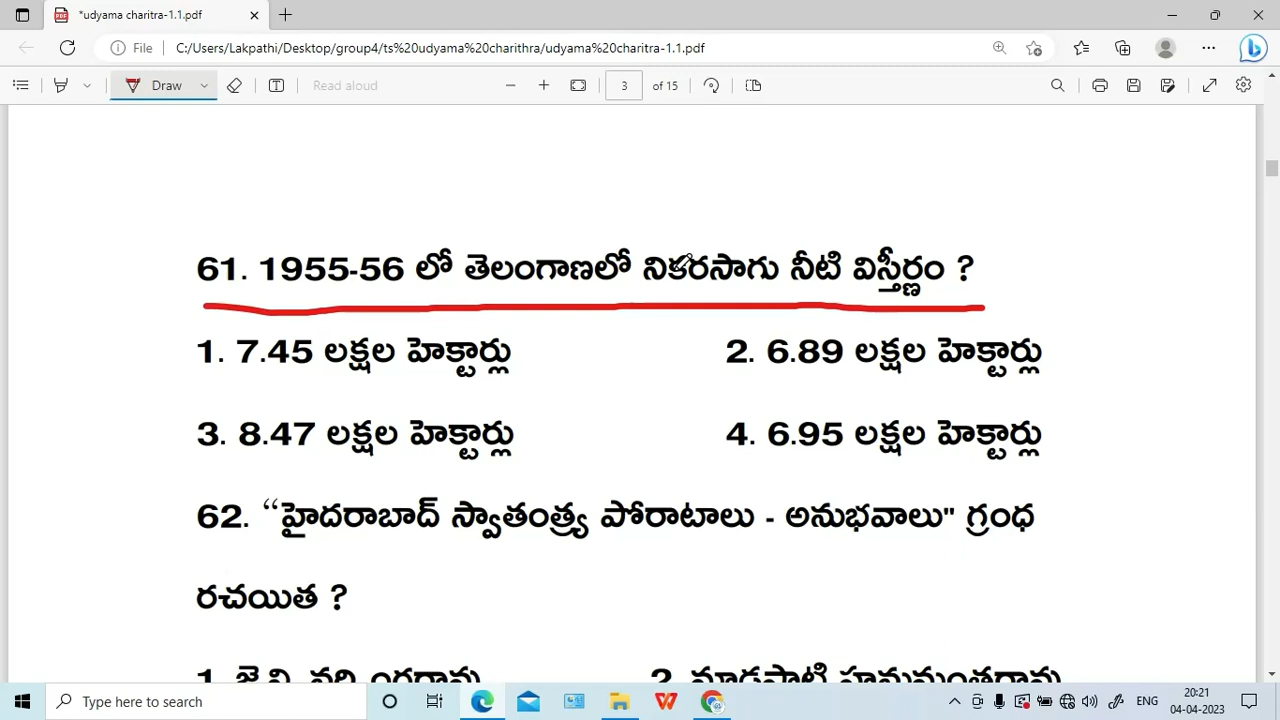 *udyama charitra-1.1.pdf
File
C:/Users/Lakpathi/Desktop/group4/ts%20udyama%20charithra/udyama%20charitra-1.1.pdf
Draw
Read aloud
3 of 15
61. 1955-56 లో తెలంగాణలో నికరసాగు నీటి విస్తీర్ణం ?
1. 7.45 లక్షల హెక్టార్లు 2. 6.89 లక్షల హెక్టార్లు
3. 8.47 లక్షల హెక్టార్లు 4. 6.95 లక్షల హెక్టార్లు
62. “హైదరాబాద్ స్వాతంత్ర్య పోరాటాలు - అనుభవాలు" గ్రంధ
రచయిత ?
1. 2.
Type here to search
ENG
20:21
04-04-2023